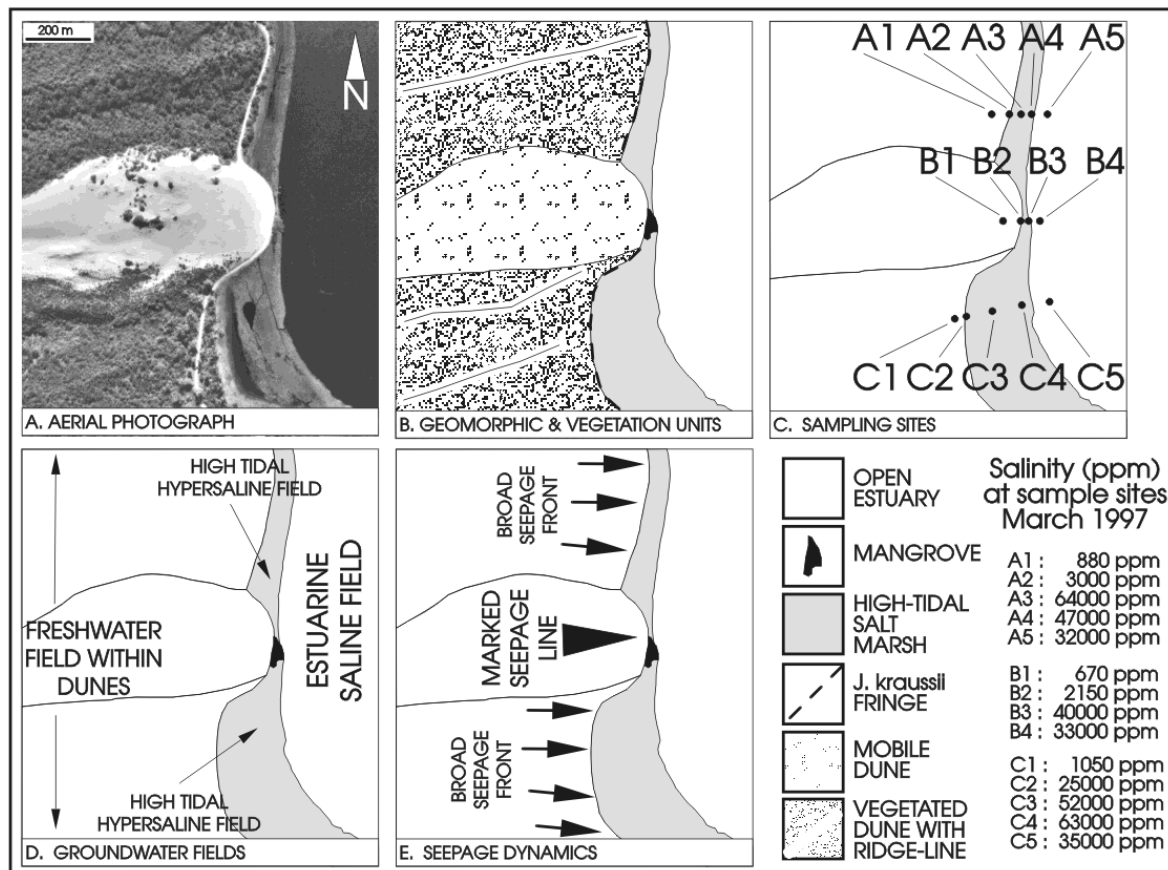 200 m
N
A. AERIAL PHOTOGRAPH
B. GEOMORPHIC & VEGETATION UNITS
A1 A2 A3 A4 A5
B1 B2 B3 B4
C1 C2 C3 C4 C5
C. SAMPLING SITES
HIGH TIDAL
HYPERSALINE FIELD
FRESHWATER
FIELD WITHIN
DUNES
ESTUARINE
SALINE FIELD
HIGH TIDAL
HYPERSALINE FIELD
D. GROUNDWATER FIELDS
BROAD
SEEPAGE
FRONT
MARKED
SEEPAGE
LINE
BROAD
SEEPAGE
FRONT
E. SEEPAGE DYNAMICS
OPEN
ESTUARY
MANGROVE
HIGH-TIDAL
SALT
MARSH
J. kraussii
FRINGE
MOBILE
DUNE
VEGETATED
DUNE WITH
RIDGE-LINE
Salinity (ppm)
at sample sites
March 1997
A1 : 880 ppm
A2 : 3000 ppm
A3 : 64000 ppm
A4 : 47000 ppm
A5 : 32000 ppm
B1 : 670 ppm
B2 : 2150 ppm
B3 : 40000 ppm
B4 : 33000 ppm
C1 : 1050 ppm
C2 : 25000 ppm
C3 : 52000 ppm
C4 : 63000 ppm
C5 : 35000 ppm